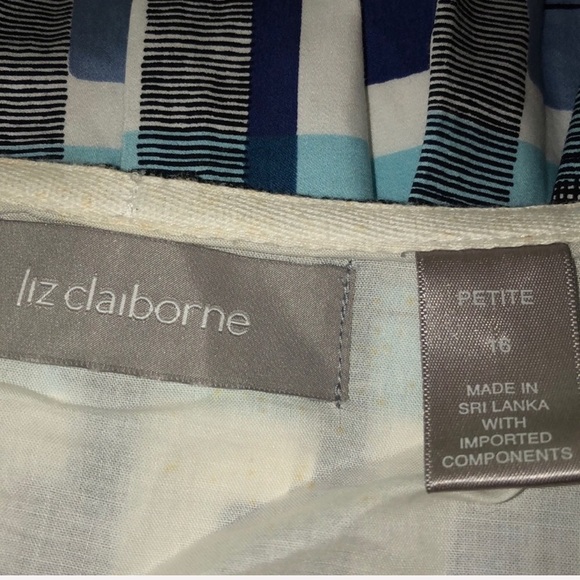 liz claiborne
PETITE
16
MADE IN
SRI LANKA
WITH
IMPORTED
COMPONENTS